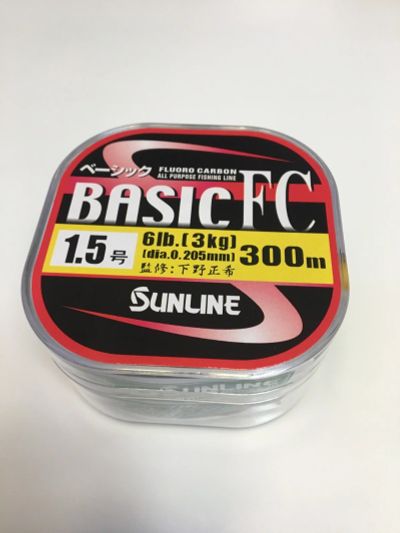 ベーシック
FLUORO CARBON
ALL PURPOSE FISHING LINE
BASIC FC
1.5号
6lb.(3kg)
(dia.0.205mm)
300m
監修:下野正希
SUNLINE
SUNLINE